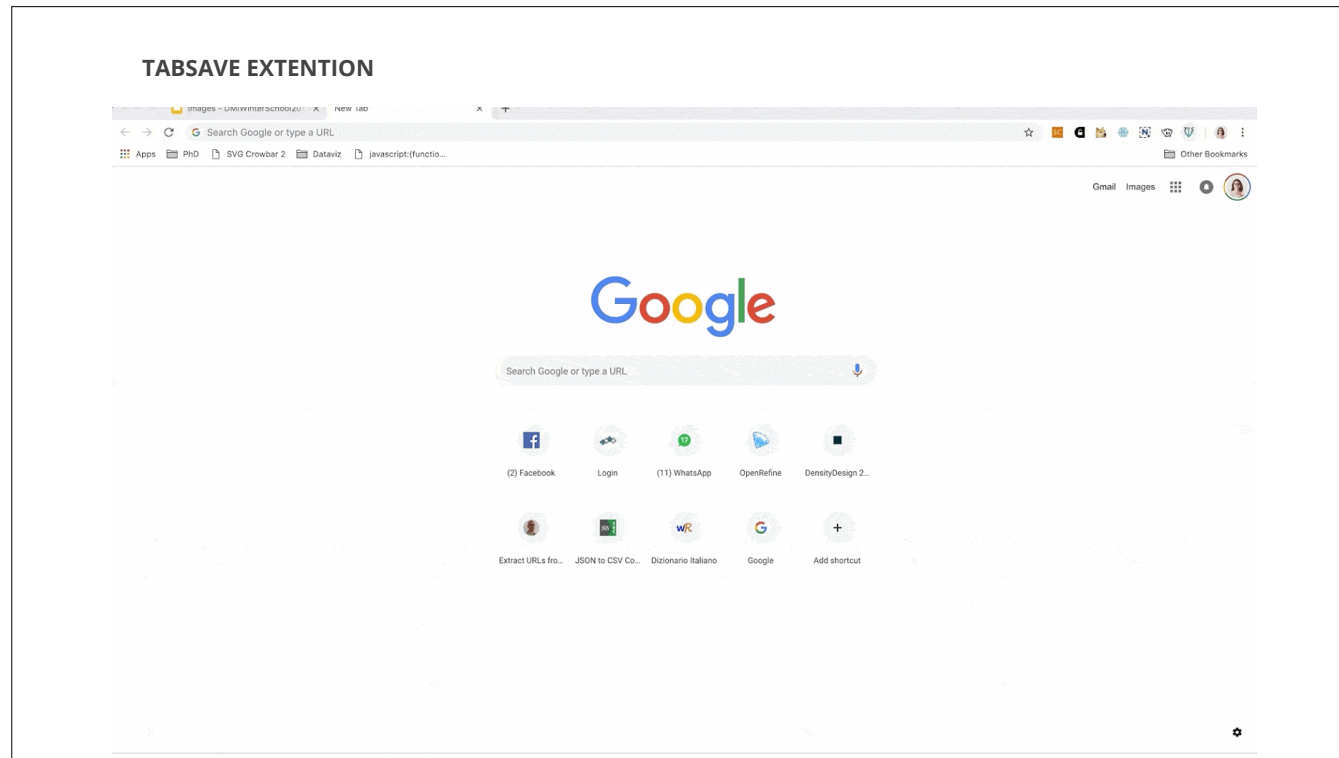 TABSAVE EXTENTION
Images - DMIWinterSchool20 × New Tab × +
Search Google or type a URL
Apps PhD SVG Crowbar 2 Dataviz javascript:(functio... Other Bookmarks
Gmail Images
Google
Search Google or type a URL
(2) Facebook Login (11) WhatsApp OpenRefine DensityDesign 2...
Extract URLs fro... JSON to CSV Co... Dizionario Italiano Google Add shortcut